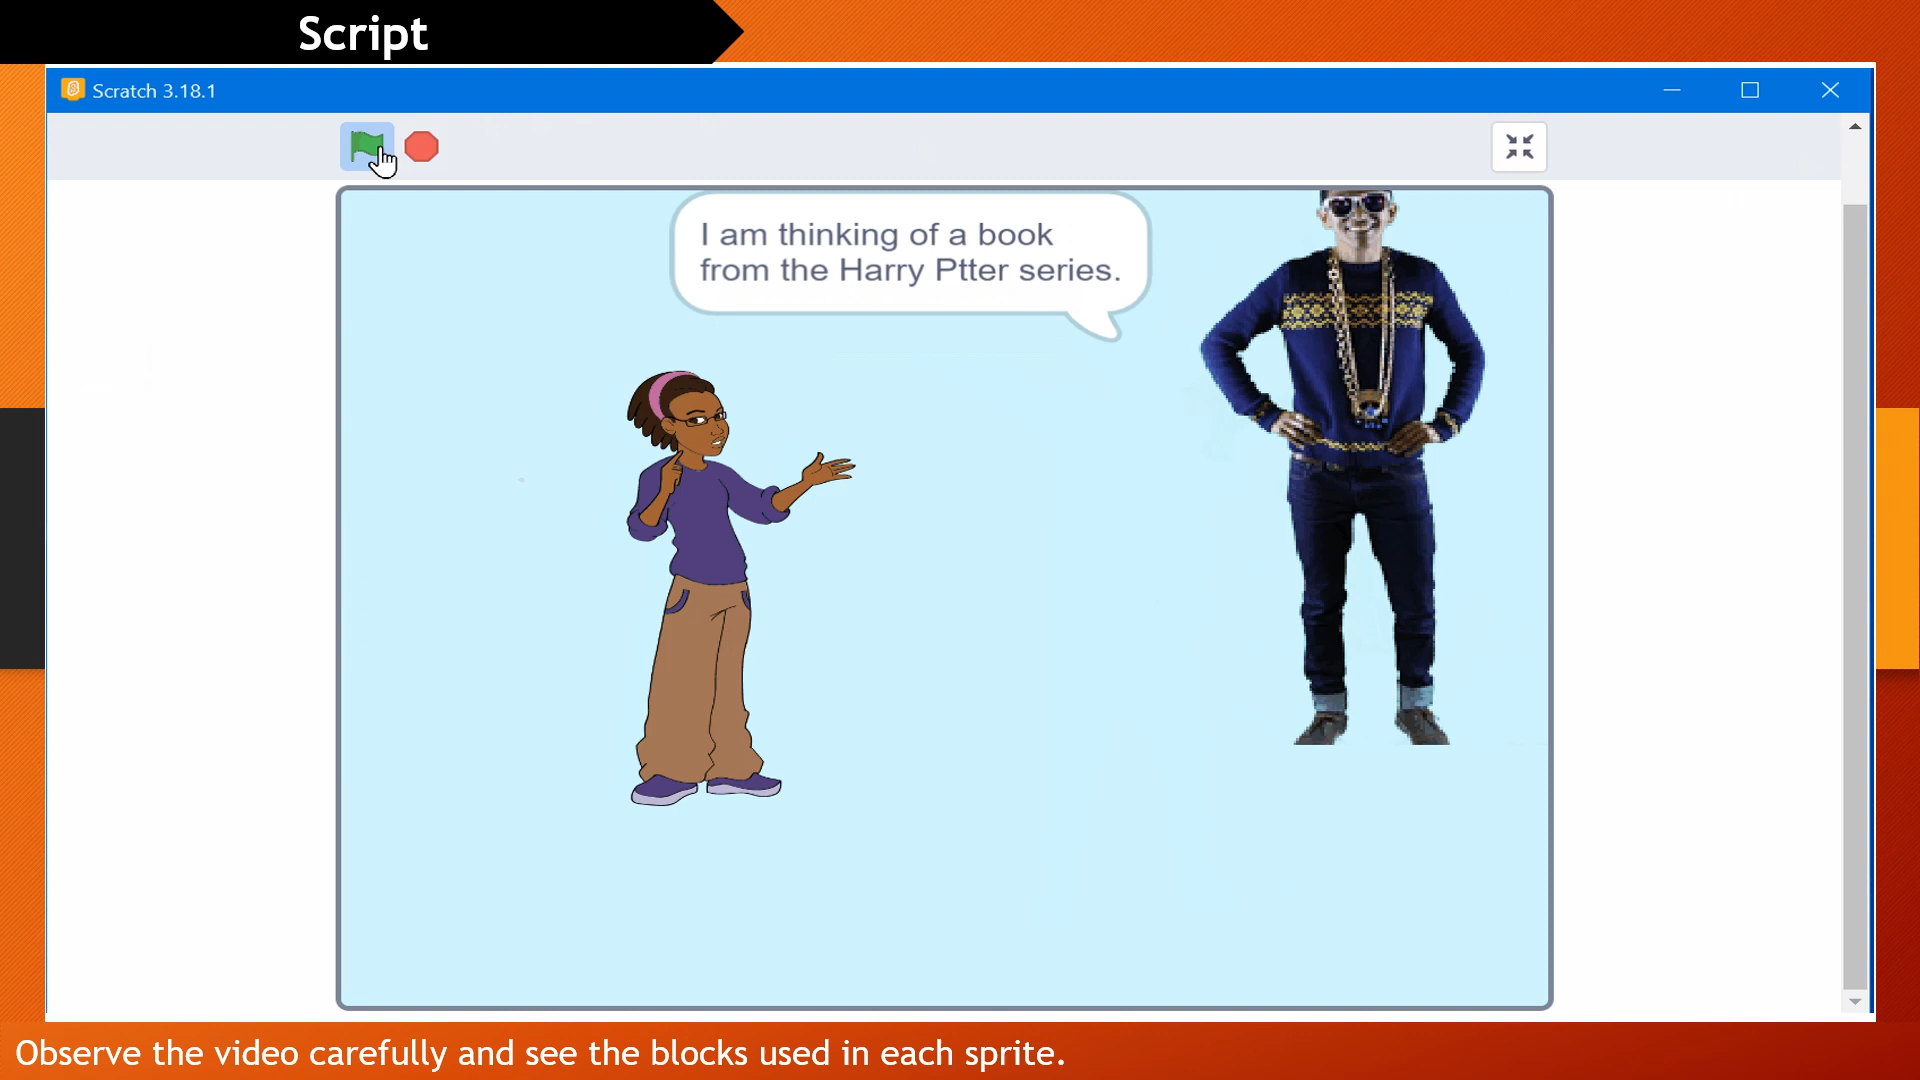 Script
Scratch 3.18.1
I am thinking of a book
from the Harry Ptter series.
Observe the video carefully and see the blocks used in each sprite.